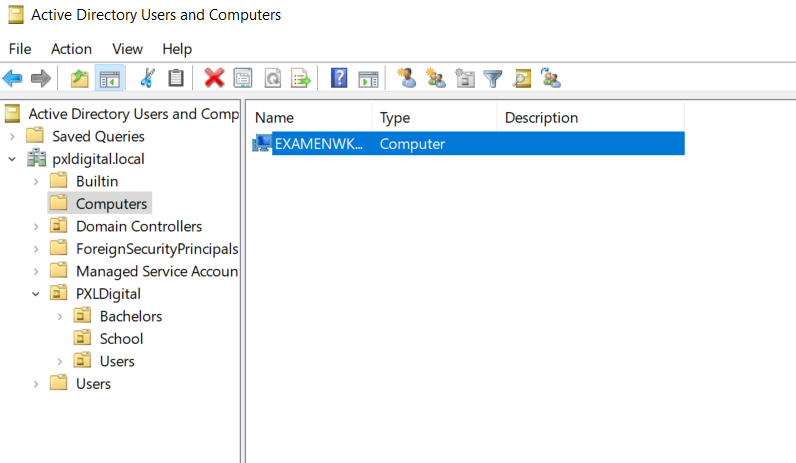 Active Directory Users and Computers
File Action View Help
Active Directory Users and Comp
Saved Queries
pxldigital.local
Builtin
Computers
Domain Controllers
ForeignSecurityPrincipals
Managed Service Accoun
PXLDigital
Bachelors
School
Users
Users
Name Type Description
EXAMENWK... Computer